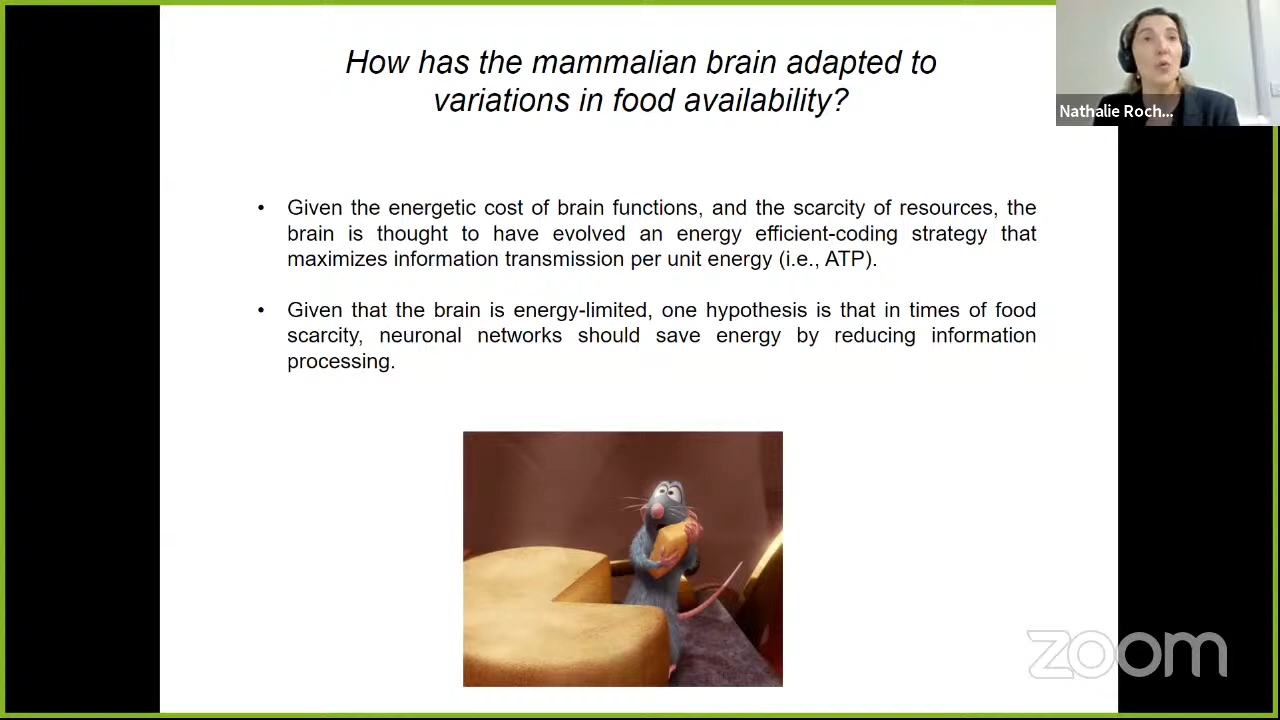 How has the mammalian brain adapted to
variations in food availability?
Nathalie Roch...
• Given the energetic cost of brain functions, and the scarcity of resources, the
brain is thought to have evolved an energy efficient-coding strategy that
maximizes information transmission per unit energy (i.e., ATP).
• Given that the brain is energy-limited, one hypothesis is that in times of food
scarcity, neuronal networks should save energy by reducing information
processing.
zoom